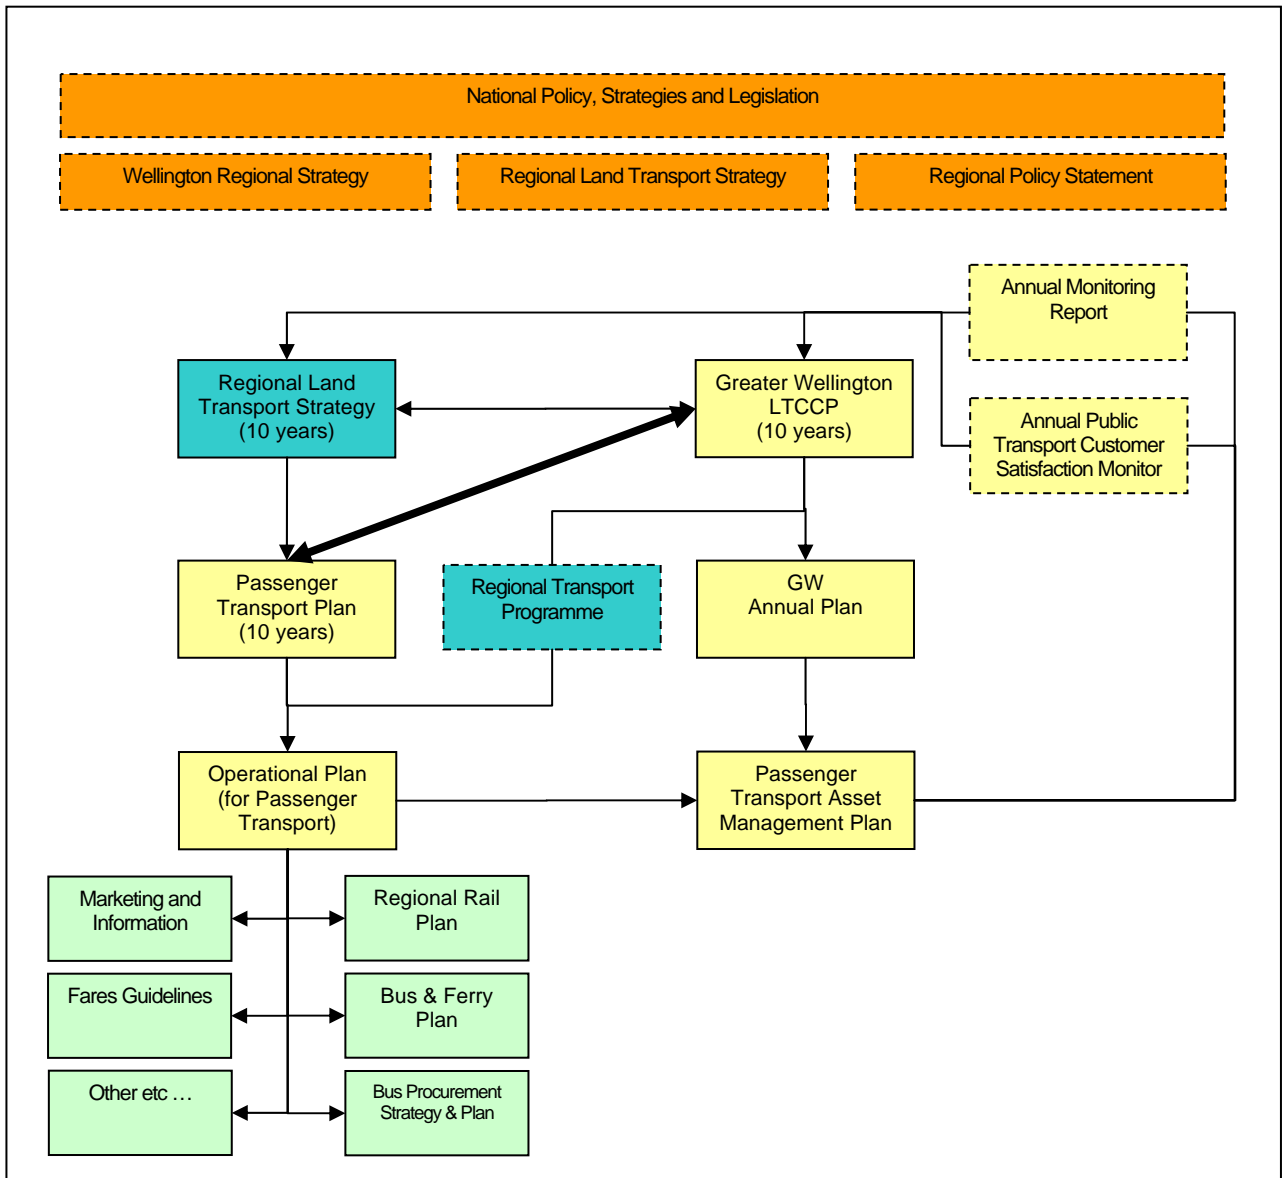 National Policy, Strategies and Legislation
Wellington Regional Strategy
Regional Land Transport Strategy
Regional Policy Statement
Annual Monitoring
Report
Regional Land
Transport Strategy
(10 years)
Greater Wellington
LTCCP
(10 years)
Annual Public
Transport Customer
Satisfaction Monitor
Passenger
Transport Plan
(10 years)
Regional Transport
Programme
GW
Annual Plan
Operational Plan
(for Passenger
Transport)
Passenger
Transport Asset
Management Plan
Marketing and
Information
Regional Rail
Plan
Fares Guidelines
Bus & Ferry
Plan
Other etc …
Bus Procurement
Strategy & Plan